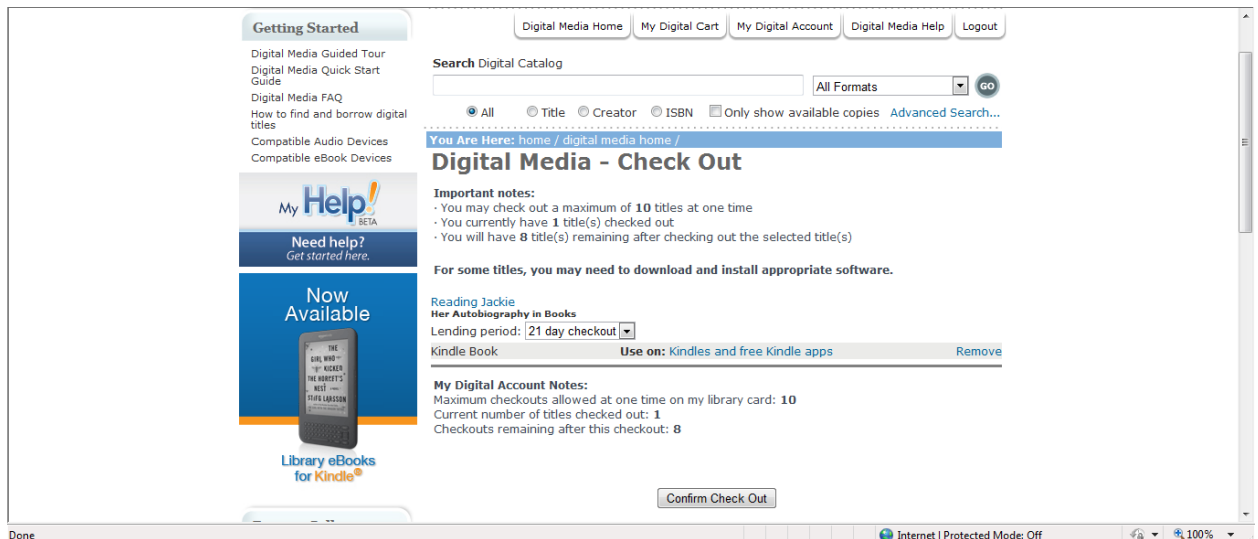 Getting Started
Digital Media Guided Tour
Digital Media Quick Start
Guide
Digital Media FAQ
How to find and borrow digital
titles
Compatible Audio Devices
Compatible eBook Devices
My Help!
BETA
Need help?
Get started here.
Now
Available
THE
GIRL WHO
KICKER
THE HORNET'S
NEST
STIEG LARSSON
Library eBooks
for Kindle®
Digital Media Home My Digital Cart My Digital Account Digital Media Help Logout
Search Digital Catalog
All Formats GO
All Title Creator ISBN Only show available copies Advanced Search...
You Are Here: home / digital media home /
Digital Media - Check Out
Important notes:
· You may check out a maximum of 10 titles at one time
· You currently have 1 title(s) checked out
· You will have 8 title(s) remaining after checking out the selected title(s)
For some titles, you may need to download and install appropriate software.
Reading Jackie
Her Autobiography in Books
Lending period: 21 day checkout
Kindle Book Use on: Kindles and free Kindle apps Remove
My Digital Account Notes:
Maximum checkouts allowed at one time on my library card: 10
Current number of titles checked out: 1
Checkouts remaining after this checkout: 8
Confirm Check Out
Done Internet | Protected Mode: Off 100%